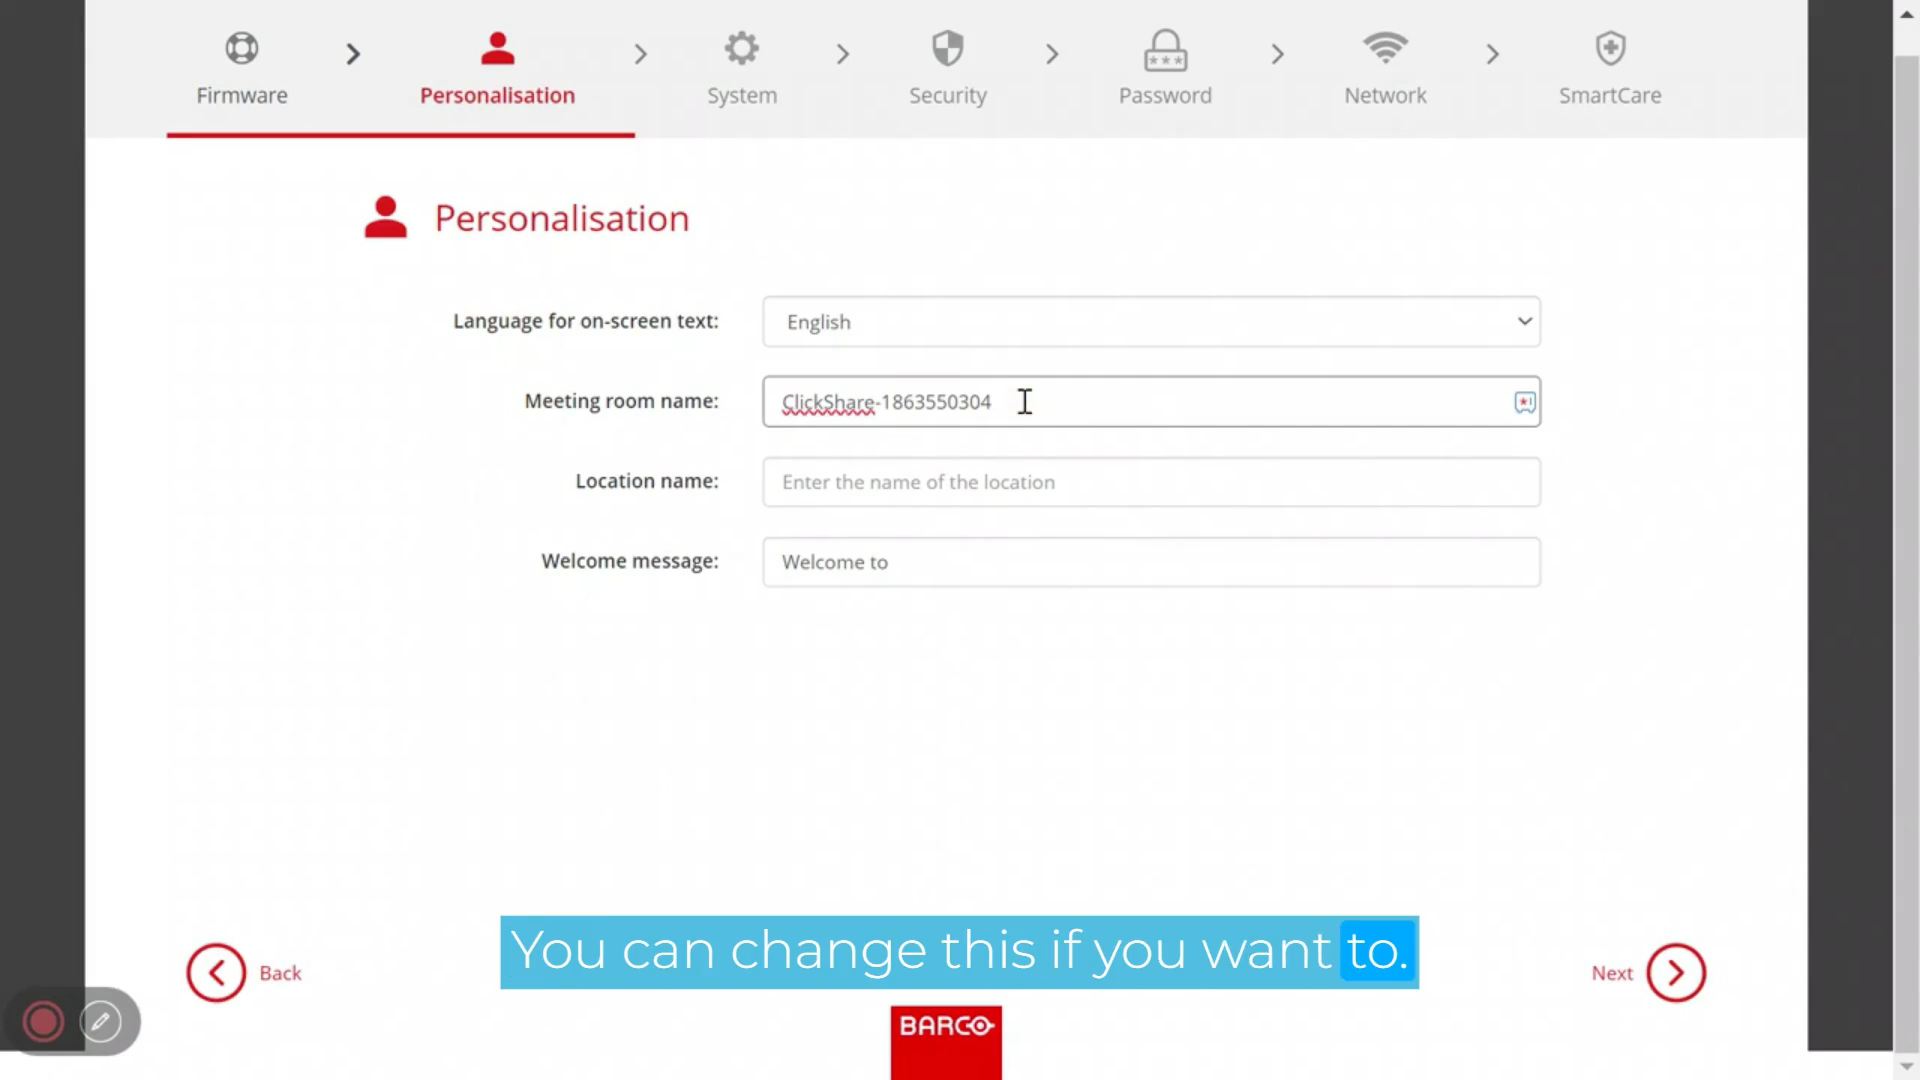 Firmware
Personalisation
System
Security
Password
Network
SmartCare
Personalisation
Language for on-screen text:
English
Meeting room name:
ClickShare-1863550304
Location name:
Enter the name of the location
Welcome message:
Welcome to
You can change this if you want to.
Back
Next
BARCO